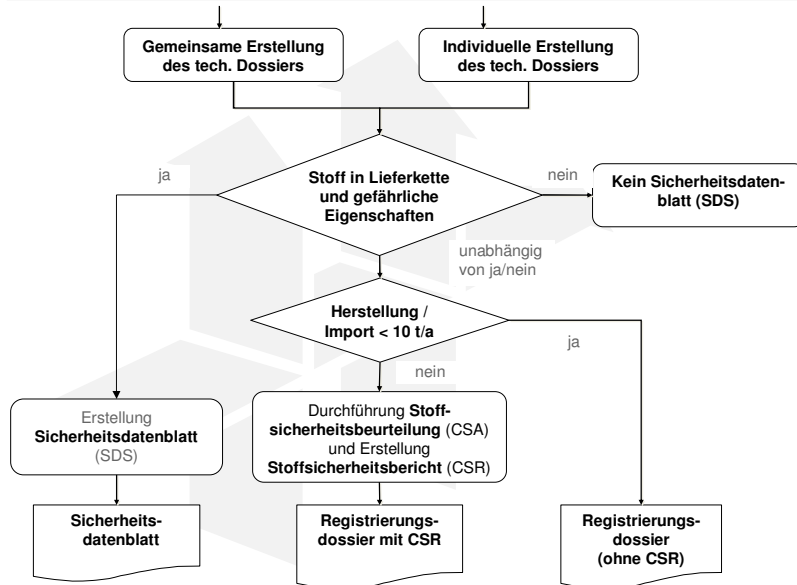 Gemeinsame Erstellung
des tech. Dossiers
Individuelle Erstellung
des tech. Dossiers
ja
Stoff in Lieferkette
und gefährliche
Eigenschaften
nein
Kein Sicherheitsdaten-
blatt (SDS)
unabhängig
von ja/nein
Herstellung /
Import < 10 t/a
ja
nein
Erstellung
Sicherheitsdatenblatt
(SDS)
Durchführung Stoff-
sicherheitsbeurteilung (CSA)
und Erstellung
Stoffsicherheitsbericht (CSR)
Sicherheits-
datenblatt
Registrierungs-
dossier mit CSR
Registrierungs-
dossier
(ohne CSR)